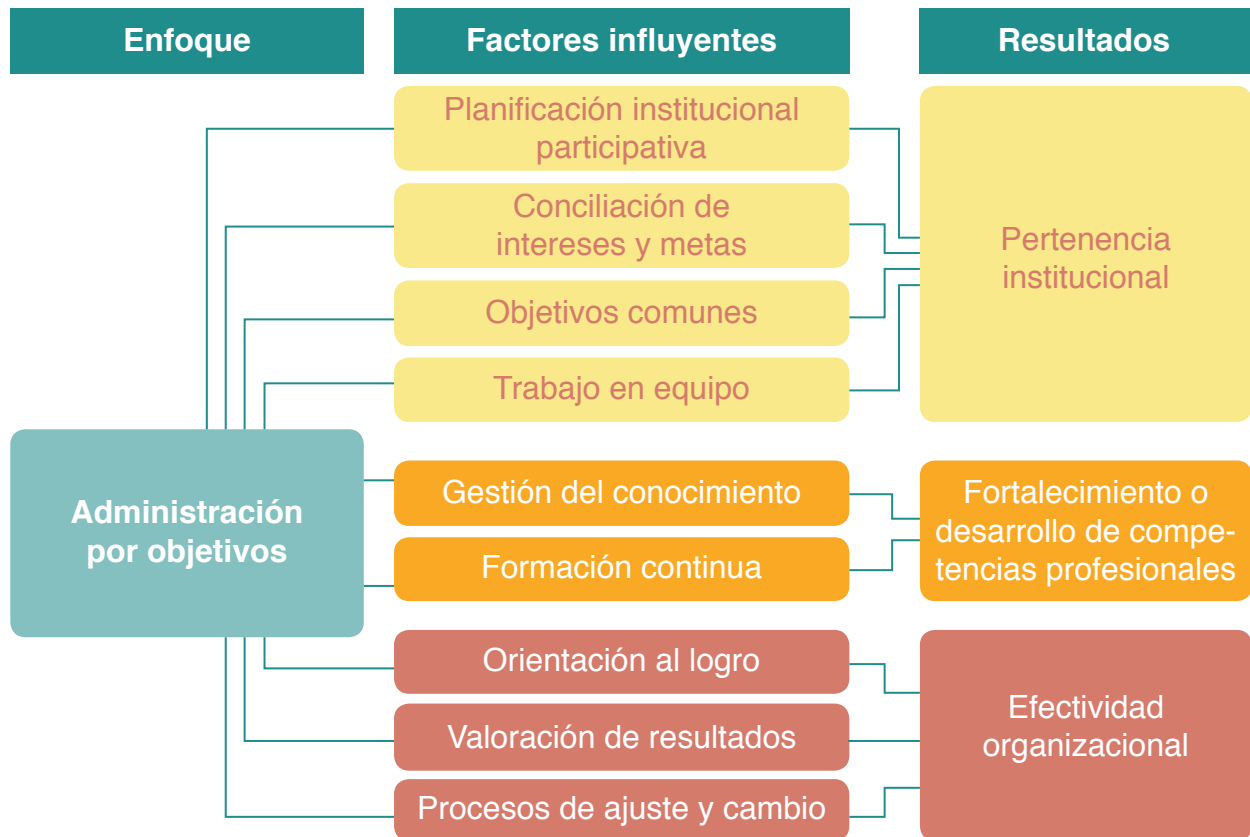 Enfoque
Factores influyentes
Resultados
Administración
por objetivos
Planificación institucional
participativa
Conciliación de
intereses y metas
Objetivos comunes
Trabajo en equipo
Pertenencia
institucional
Gestión del conocimiento
Formación continua
Fortalecimiento o
desarrollo de compe-
tencias profesionales
Orientación al logro
Valoración de resultados
Procesos de ajuste y cambio
Efectividad
organizacional